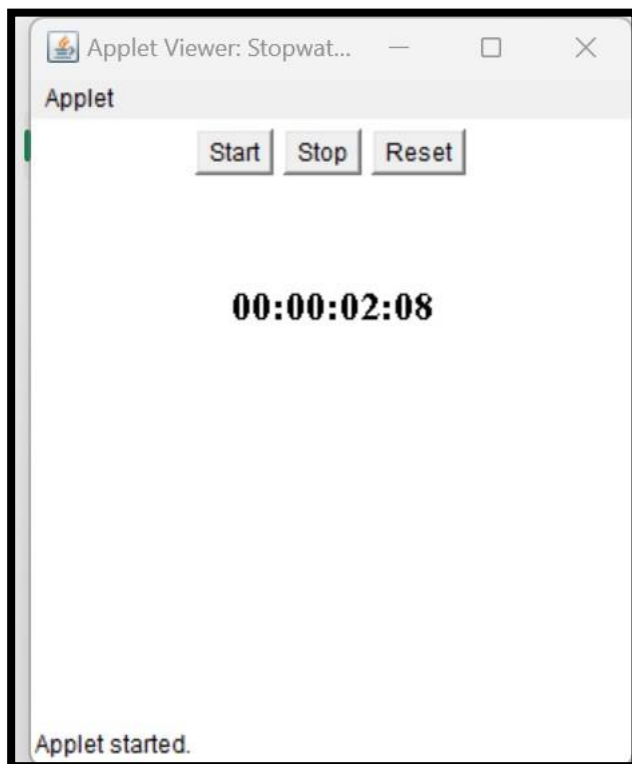 Applet Viewer: Stopwat...
Applet
Start Stop Reset
00:00:02:08
Applet started.